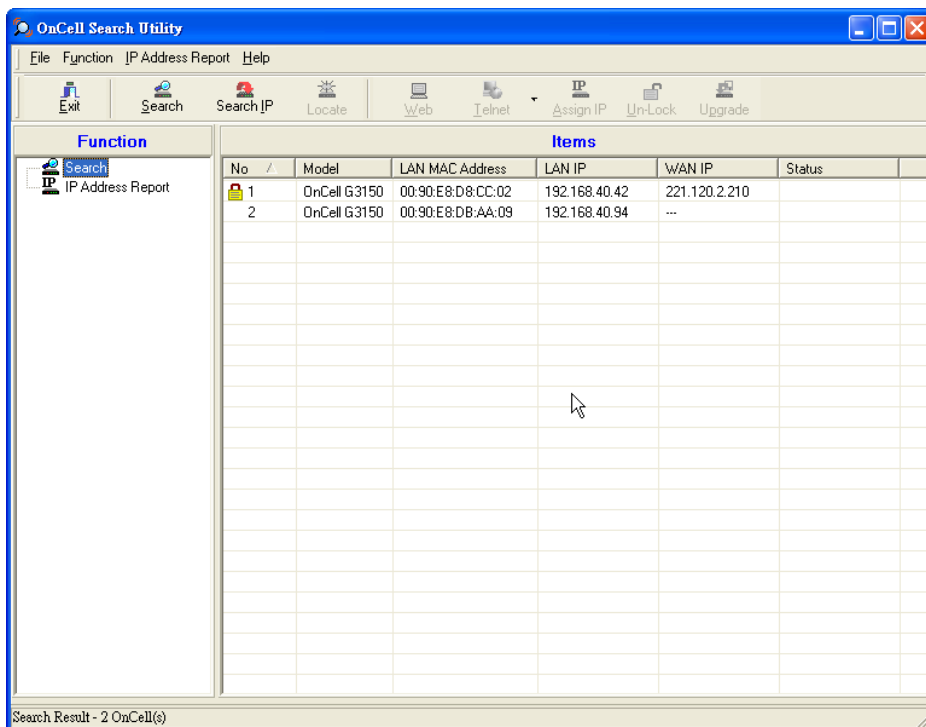 OnCell Search Utility
File Function IP Address Report Help
Exit Search Search IP Locate Web Telnet Assign IP Un-Lock Upgrade
Function
Search
IP Address Report
Items
No Model LAN MAC Address LAN IP WAN IP Status
1 OnCell G3150 00:90:E8:D8:CC:02 192.168.40.42 221.120.2.210
2 OnCell G3150 00:90:E8:DB:AA:09 192.168.40.94 ---
Search Result - 2 OnCell(s)